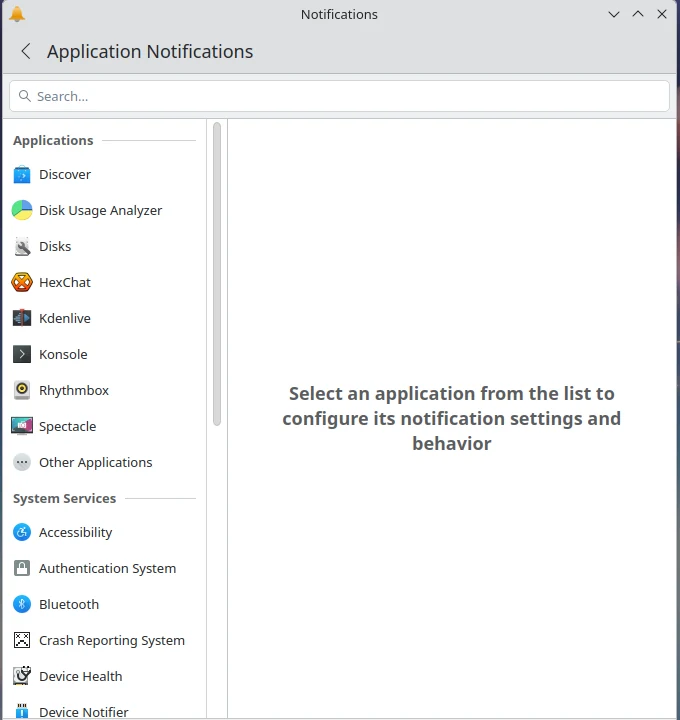 Notifications
Application Notifications
Search...
Applications
Discover
Disk Usage Analyzer
Disks
HexChat
Kdenlive
Konsole
Rhythmbox
Spectacle
Other Applications
System Services
Accessibility
Authentication System
Bluetooth
Crash Reporting System
Device Health
Device Notifier
Select an application from the list to
configure its notification settings and
behavior